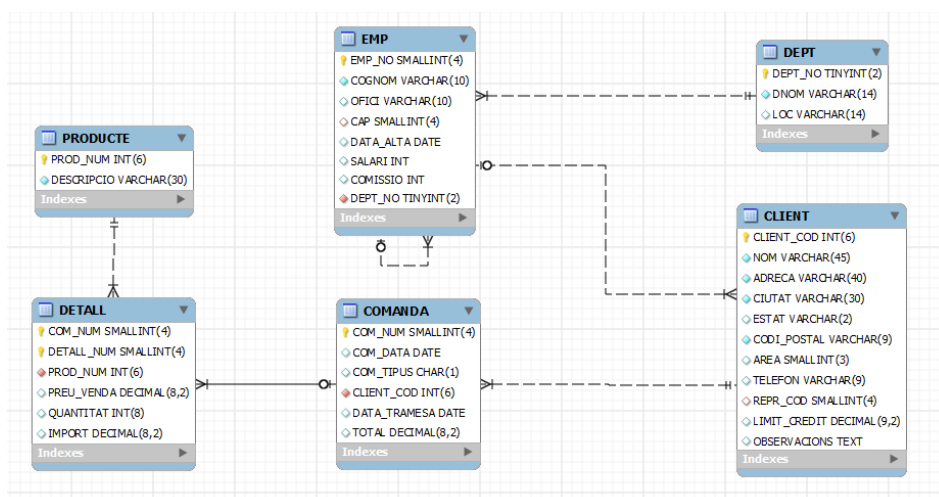 EMP
EMP_NO SMALLINT(4)
COGNOM VARCHAR(10)
OFICI VARCHAR(10)
CAP SMALLINT(4)
DATA_ALTA DATE
SALARI INT
COMISSIO INT
DEPT_NO TINYINT(2)
Indexes
DEPT
DEPT_NO TINYINT(2)
DNOM VARCHAR(14)
LOC VARCHAR(14)
Indexes
PRODUCTE
PROD_NUM INT(6)
DESCRIPCIO VARCHAR(30)
Indexes
CLIENT
CLIENT_COD INT(6)
NOM VARCHAR(45)
ADRECA VARCHAR(40)
CIUTAT VARCHAR(30)
ESTAT VARCHAR(2)
CODI_POSTAL VARCHAR(9)
AREA SMALLINT(3)
TELEFON VARCHAR(9)
REPR_COD SMALLINT(4)
LIMIT_CREDIT DECIMAL(9,2)
OBSERVACIONS TEXT
Indexes
DETALL
COM_NUM SMALLINT(4)
DETALL_NUM SMALLINT(4)
PROD_NUM INT(6)
PREU_VENDA DECIMAL(8,2)
QUANTITAT INT(8)
IMPORT DECIMAL(8,2)
Indexes
COMANDA
COM_NUM SMALLINT(4)
COM_DATA DATE
COM_TIPUS CHAR(1)
CLIENT_COD INT(6)
DATA_TRAMESA DATE
TOTAL DECIMAL(8,2)
Indexes